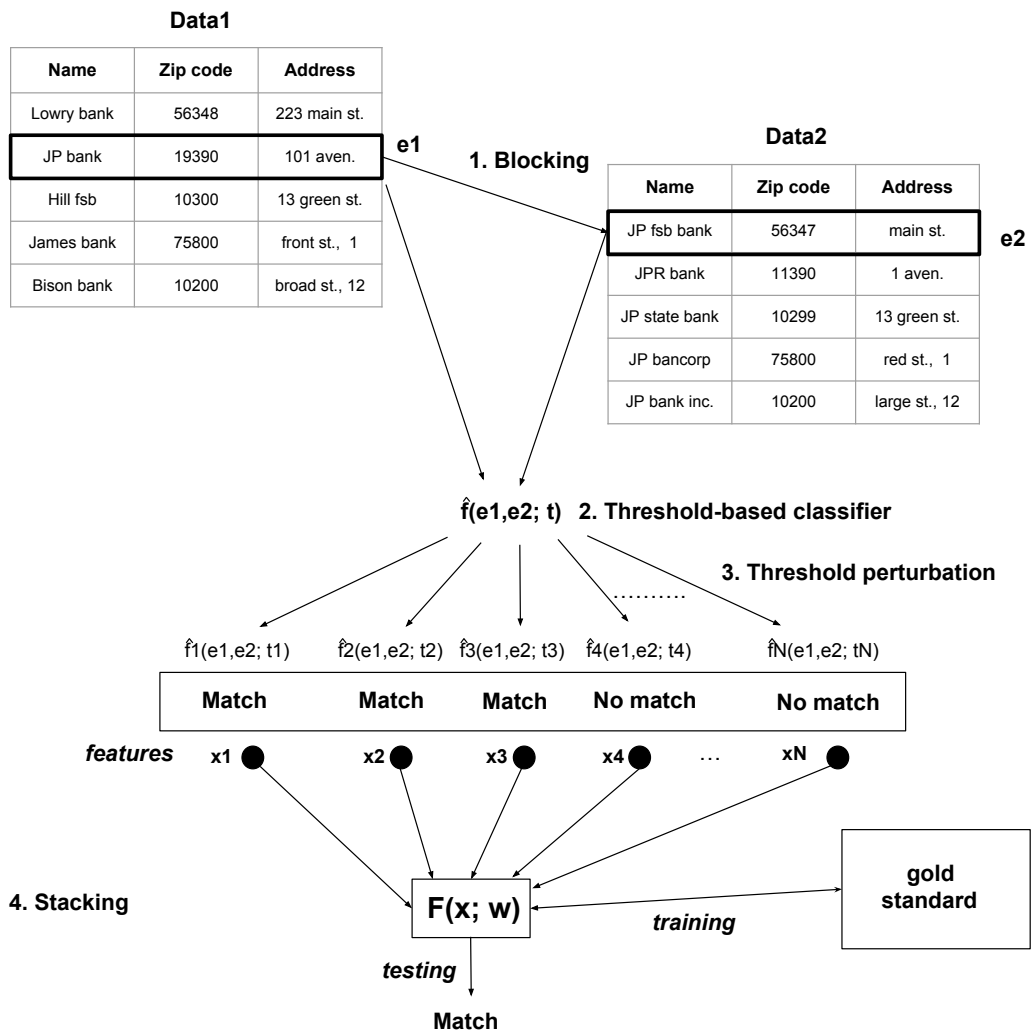 Data1
Name Zip code Address
Lowry bank 56348 223 main st.
JP bank 19390 101 aven.
Hill fsb 10300 13 green st.
James bank 75800 front st., 1
Bison bank 10200 broad st., 12
e1
1. Blocking
Data2
Name Zip code Address
JP fsb bank 56347 main st.
JPR bank 11390 1 aven.
JP state bank 10299 13 green st.
JP bancorp 75800 red st., 1
JP bank inc. 10200 large st., 12
e2
f̂(e1,e2; t) 2. Threshold-based classifier
3. Threshold perturbation
..........
f̂1(e1,e2; t1) f̂2(e1,e2; t2) f̂3(e1,e2; t3) f̂4(e1,e2; t4) f̂N(e1,e2; tN)
Match Match Match No match No match
features x1 x2 x3 x4 ... xN
gold
standard
4. Stacking
F(x; w)
training
testing
Match